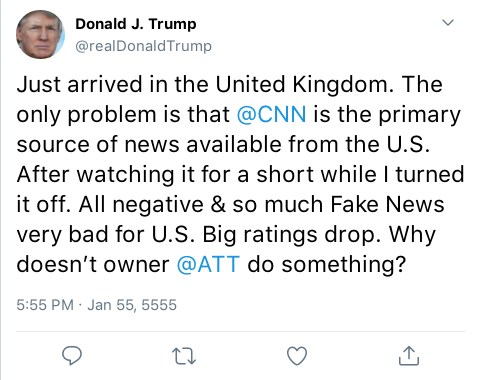 Donald J. Trump
@realDonaldTrump
Just arrived in the United Kingdom. The
only problem is that @CNN is the primary
source of news available from the U.S.
After watching it for a short while I turned
it off. All negative & so much Fake News
very bad for U.S. Big ratings drop. Why
doesn’t owner @ATT do something?
5:55 PM · Jan 55, 5555